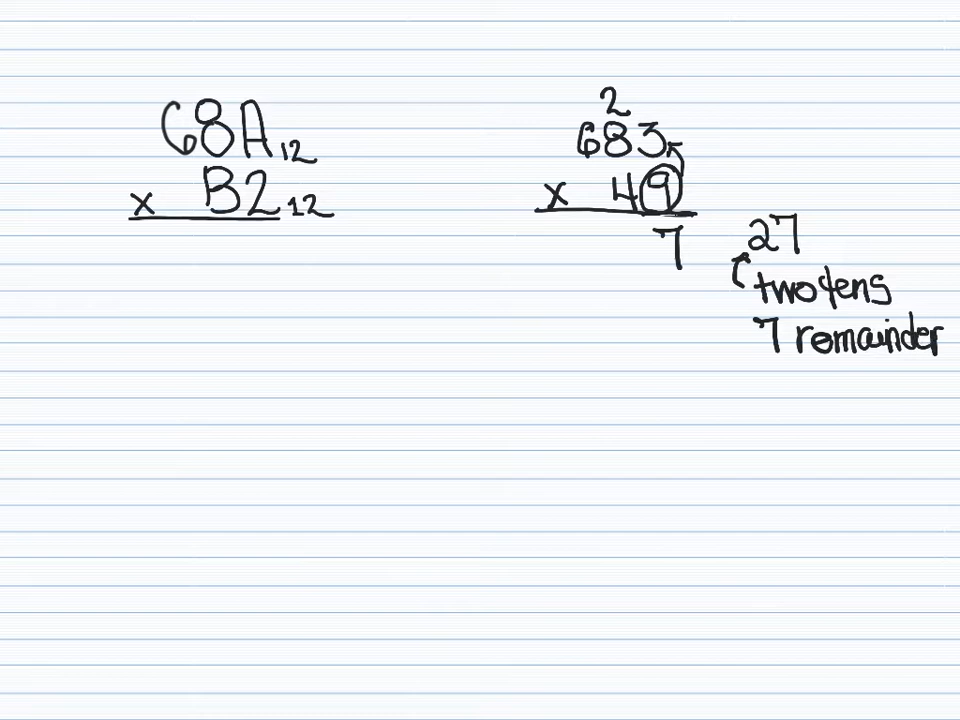 68A12
x B212
2
683
x 49
7
27
two tens
7 remainder